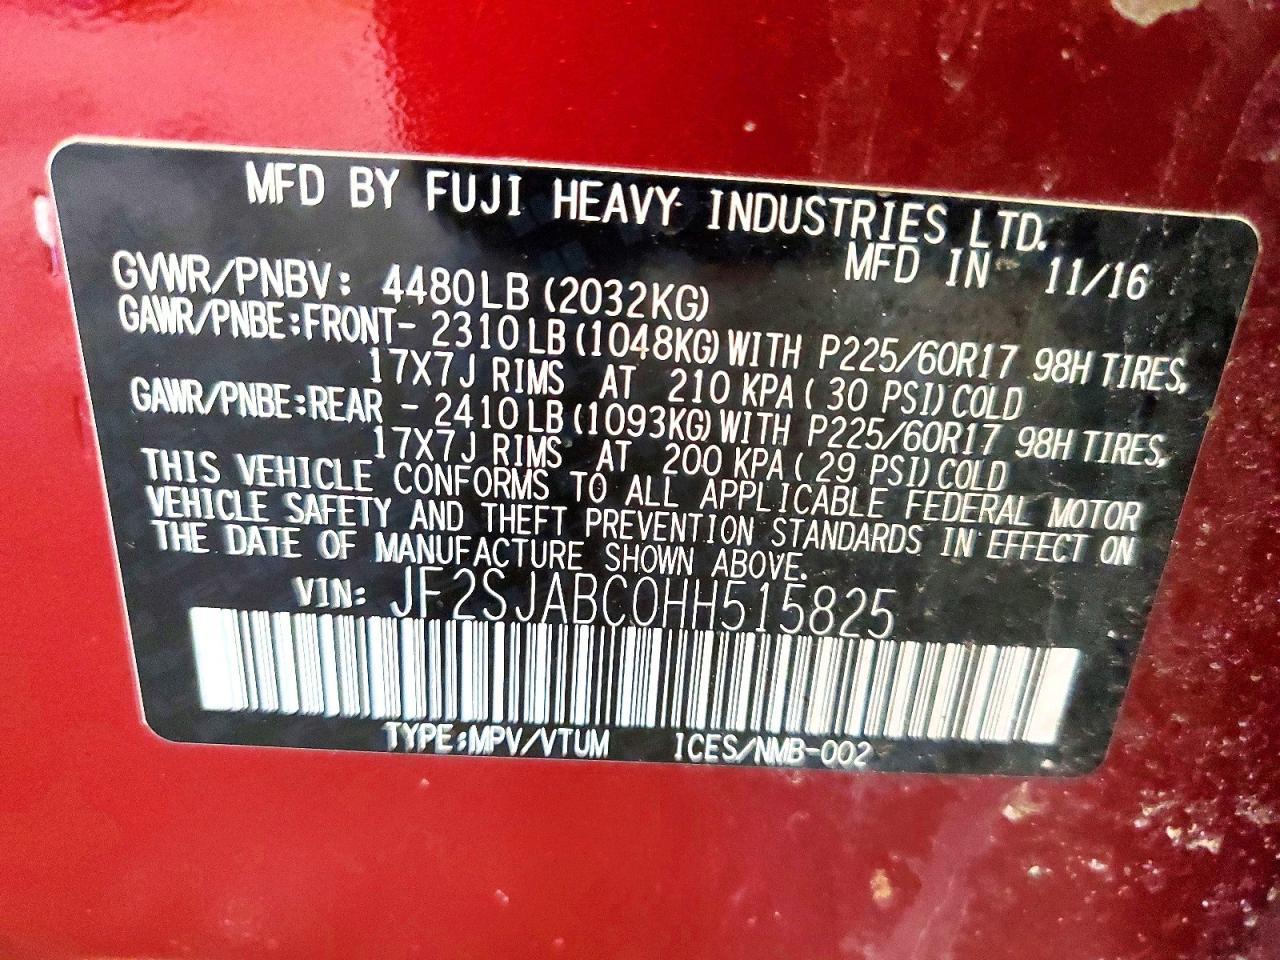 MFD BY FUJI HEAVY INDUSTRIES LTD.
MFD IN 11/16
GVWR/PNBV: 4480LB (2032KG)
GAWR/PNBE:FRONT- 2310LB (1048KG) WITH P225/60R17 98H TIRES,
17X7J RIMS AT 210 KPA ( 30 PSI) COLD
GAWR/PNBE:REAR - 2410LB (1093KG) WITH P225/60R17 98H TIRES,
17X7J RIMS AT 200 KPA ( 29 PSI) COLD
THIS VEHICLE CONFORMS TO ALL APPLICABLE FEDERAL MOTOR
VEHICLE SAFETY AND THEFT PREVENTION STANDARDS IN EFFECT ON
THE DATE OF MANUFACTURE SHOWN ABOVE.
VIN: JF2SJABC0HH515825
TYPE:MPV/VTUM ICES/NMB-002